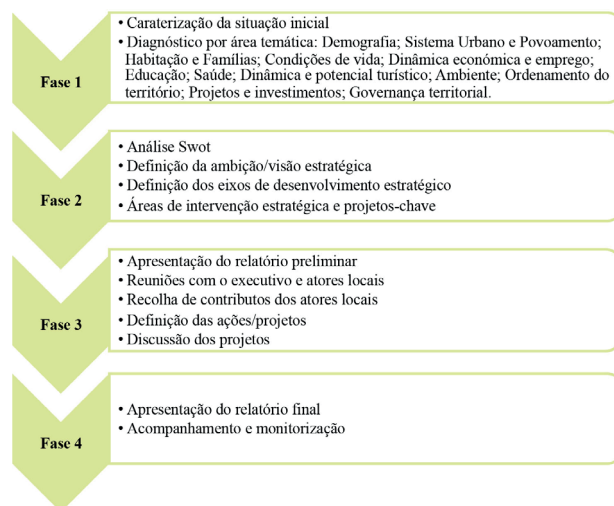 Fase 1
• Caraterização da situação inicial
• Diagnóstico por área temática: Demografia; Sistema Urbano e Povoamento;
Habitação e Famílias; Condições de vida; Dinâmica económica e emprego;
Educação; Saúde; Dinâmica e potencial turístico; Ambiente; Ordenamento do
território; Projetos e investimentos; Governança territorial.
Fase 2
• Análise Swot
• Definição da ambição/visão estratégica
• Definição dos eixos de desenvolvimento estratégico
• Áreas de intervenção estratégica e projetos-chave
Fase 3
• Apresentação do relatório preliminar
• Reuniões com o executivo e atores locais
• Recolha de contributos dos atores locais
• Definição das ações/projetos
• Discussão dos projetos
Fase 4
• Apresentação do relatório final
• Acompanhamento e monitorização